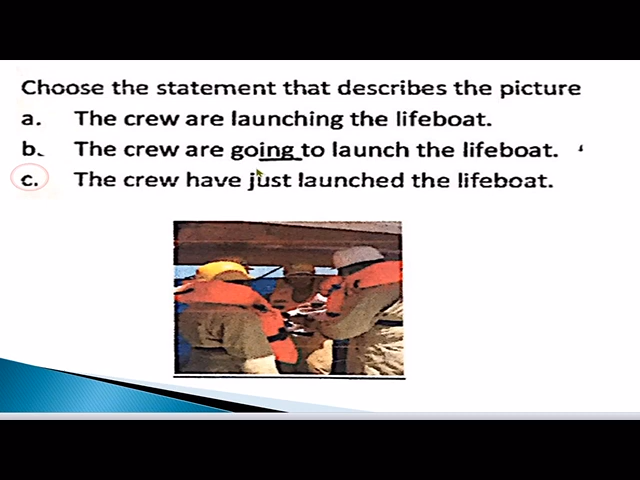 Choose the statement that describes the picture
a. The crew are launching the lifeboat.
b. The crew are going to launch the lifeboat.
c. The crew have just launched the lifeboat.